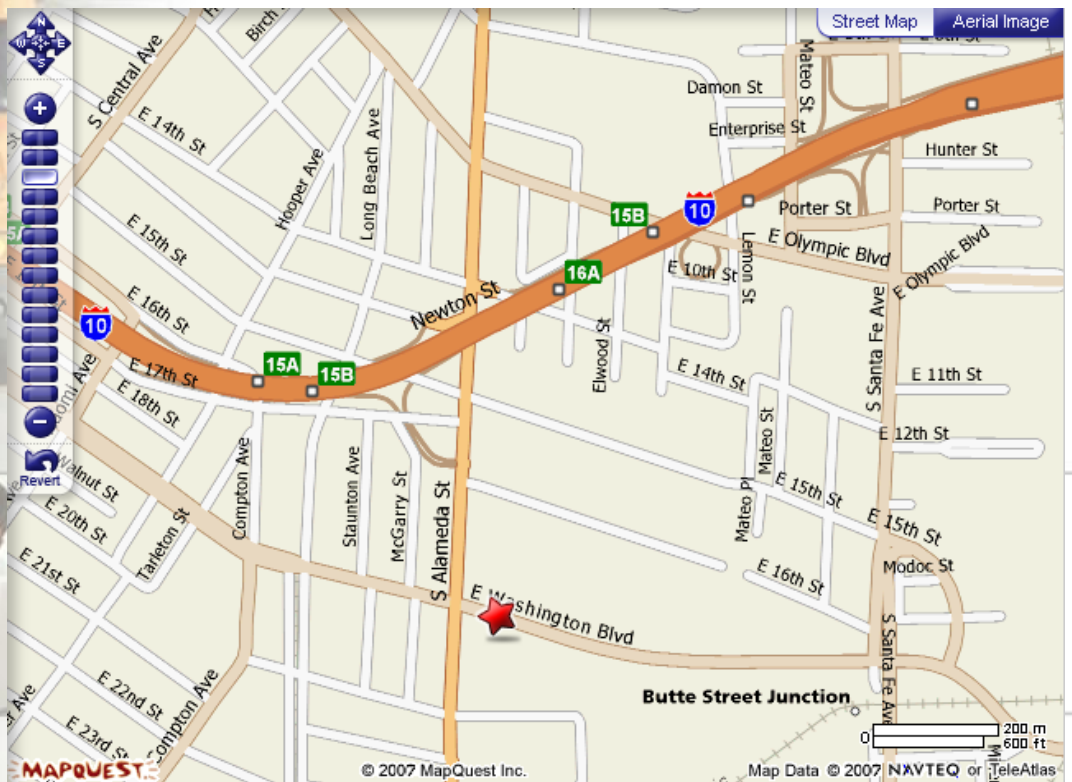 Street Map
Aerial Image
N
W E
S
Revert
S Central Ave
Birch St
E 14th St
Hooper Ave
Long Beach Ave
E 15th St
E 16th St
E 17th St
E 18th St
10
15A
15B
Newton St
16A
15B
10
Damon St
Mateo St
Enterprise St
Hunter St
Porter St
Porter St
E Olympic Blvd
E Olympic Blvd
E 10th St
Lemon St
Elwood St
S Santa Fe Ave
E 11th St
E 14th St
Mateo St
E 12th St
Mateo Pl
E 15th St
E 15th St
E 16th St
Modoc St
Walnut St
E 20th St
E 21st St
Tarleton St
Compton Ave
Staunton Ave
McGarry St
S Alameda St
E Washington Blvd
S Santa Fe Ave
E 22nd St
E 23rd St
Compton Ave
Butte Street Junction
0
200 m
600 ft
MAPQUEST
© 2007 MapQuest Inc.
Map Data © 2007 NAVTEQ or TeleAtlas